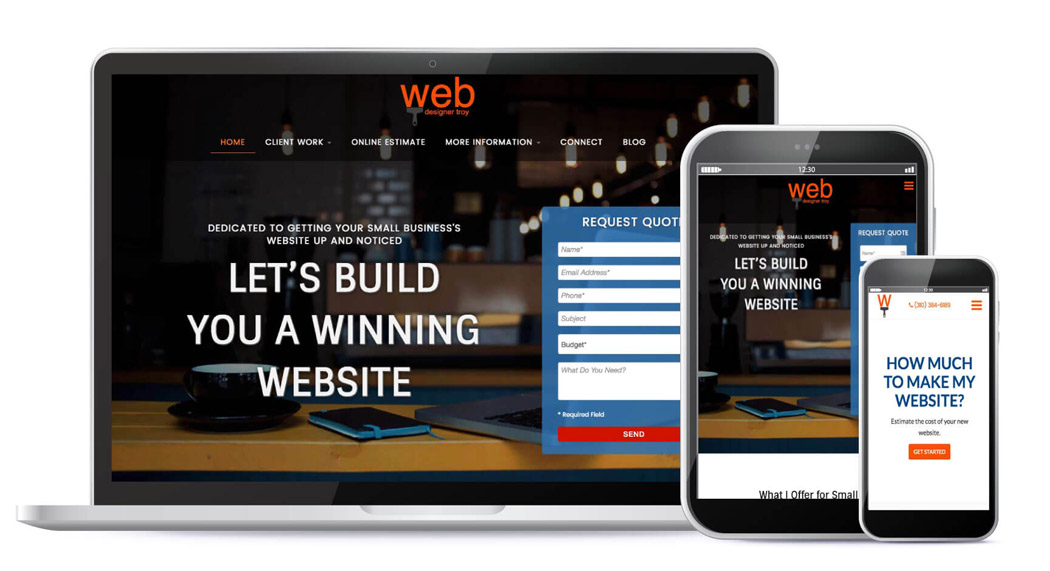 web
designer troy
HOME CLIENT WORK ONLINE ESTIMATE MORE INFORMATION CONNECT BLOG
DEDICATED TO GETTING YOUR SMALL BUSINESS'S
WEBSITE UP AND NOTICED
LET'S BUILD
YOU A WINNING
WEBSITE
REQUEST QUOT
Name*
Email Address*
Phone*
Subject
Budget*
What Do You Need?
* Required Field
SEND
12:30
web
designer troy
DEDICATED TO GETTING YOUR SMALL BUSINESS'S
WEBSITE UP AND NOTICED
LET'S BUILD
YOU A WINNING
WEBSITE
REQUEST QUOTE
Name*
What I Offer for Small
12:30
W
HOW MUCH
TO MAKE MY
WEBSITE?
Estimate the cost of your new
website.
GET STARTED